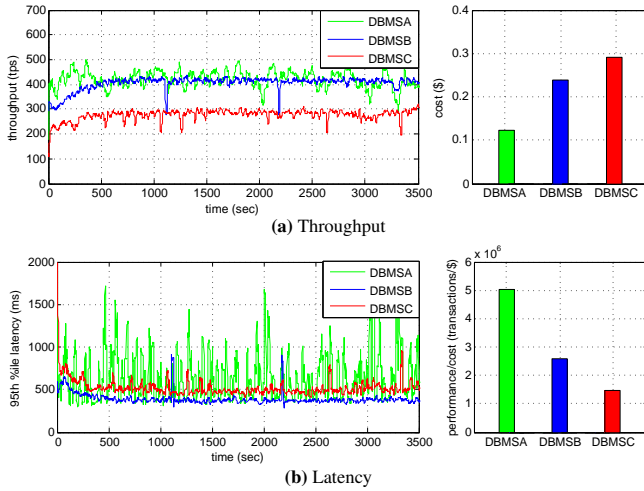 700
600
500
400
300
200
100
0
throughput (tps)
0 500 1000 1500 2000 2500 3000 3500
time (sec)
DBMSA
DBMSB
DBMSC
0.4
0.3
0.2
0.1
0
cost ($)
DBMSA DBMSB DBMSC
(a) Throughput
2000
1500
1000
500
0
95th %ile latency (ms)
0 500 1000 1500 2000 2500 3000 3500
time (sec)
DBMSA
DBMSB
DBMSC
x 10^6
6
5
4
3
2
1
0
performance/cost (transactions/$)
DBMSA DBMSB DBMSC
(b) Latency